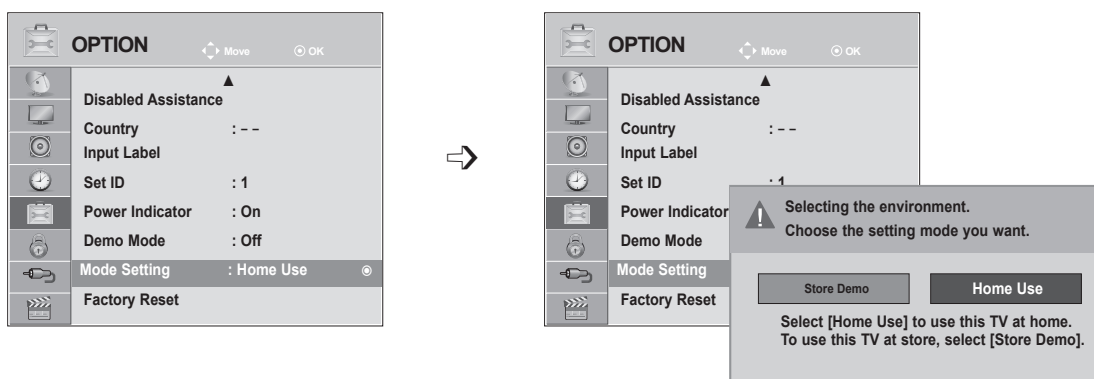 OPTION Move OK
Disabled Assistance
Country : – –
Input Label
Set ID : 1
Power Indicator : On
Demo Mode : Off
Mode Setting : Home Use
Factory Reset
OPTION Move OK
Disabled Assistance
Country : – –
Input Label
Set ID : 1
Power Indicator
Demo Mode
Mode Setting
Factory Reset
Selecting the environment.
Choose the setting mode you want.
Store Demo Home Use
Select [Home Use] to use this TV at home.
To use this TV at store, select [Store Demo].